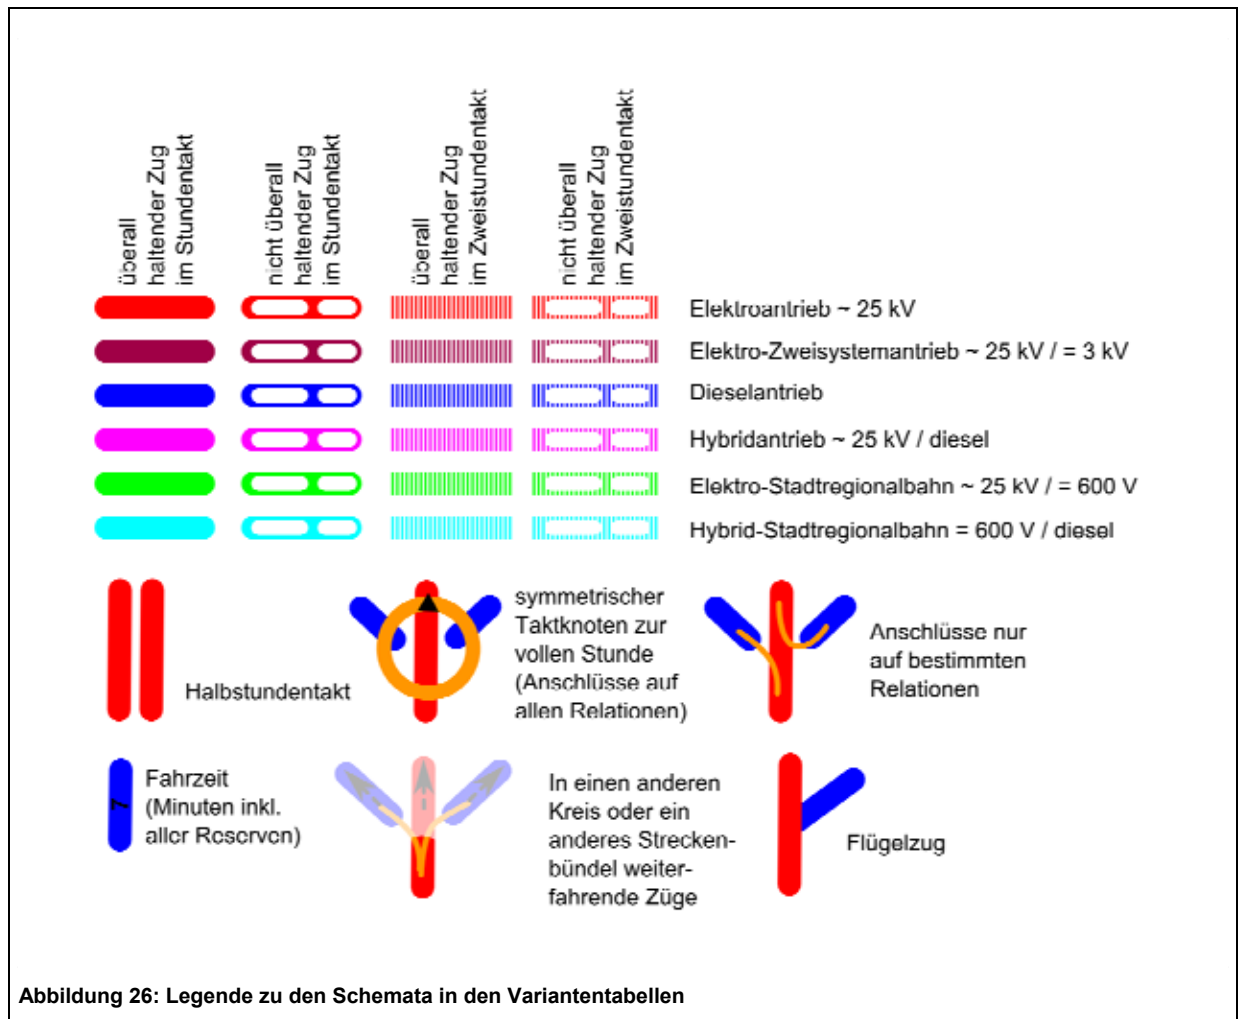 überall
haltender Zug
im Stundentakt
nicht überall
haltender Zug
im Stundentakt
überall
haltender Zug
im Zweistundentakt
nicht überall
haltender Zug
im Zweistundentakt
Elektroantrieb ~ 25 kV
Elektro-Zweisystemantrieb ~ 25 kV / = 3 kV
Dieselantrieb
Hybridantrieb ~ 25 kV / diesel
Elektro-Stadtregionalbahn ~ 25 kV / = 600 V
Hybrid-Stadtregionalbahn = 600 V / diesel
Halbstundentakt
symmetrischer
Taktknoten zur
vollen Stunde
(Anschlüsse auf
allen Relationen)
Anschlüsse nur
auf bestimmten
Relationen
7
Fahrzeit
(Minuten inkl.
aller Reserven)
In einen anderen
Kreis oder ein
anderes Strecken-
bündel weiter-
fahrende Züge
Flügelzug
Abbildung 26: Legende zu den Schemata in den Variantentabellen